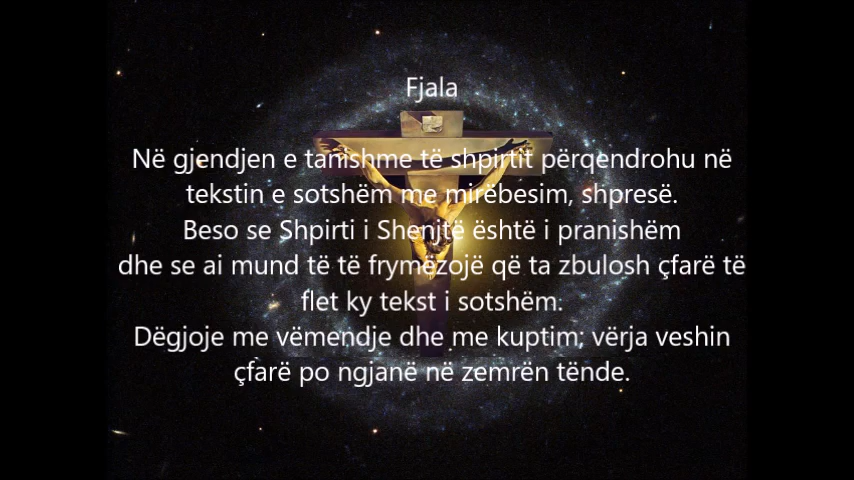 Fjala
Në gjendjen e tanishme të shpirtit përqendrohu në
tekstin e sotshëm me mirëbesim, shpresë.
Beso se Shpirti i Shenjtë është i pranishëm
dhe se ai mund të të frymëzojë që ta zbulosh çfarë të
flet ky tekst i sotshëm.
Dëgjoje me vëmendje dhe me kuptim; vërja veshin
çfarë po ngjanë në zemrën tënde.